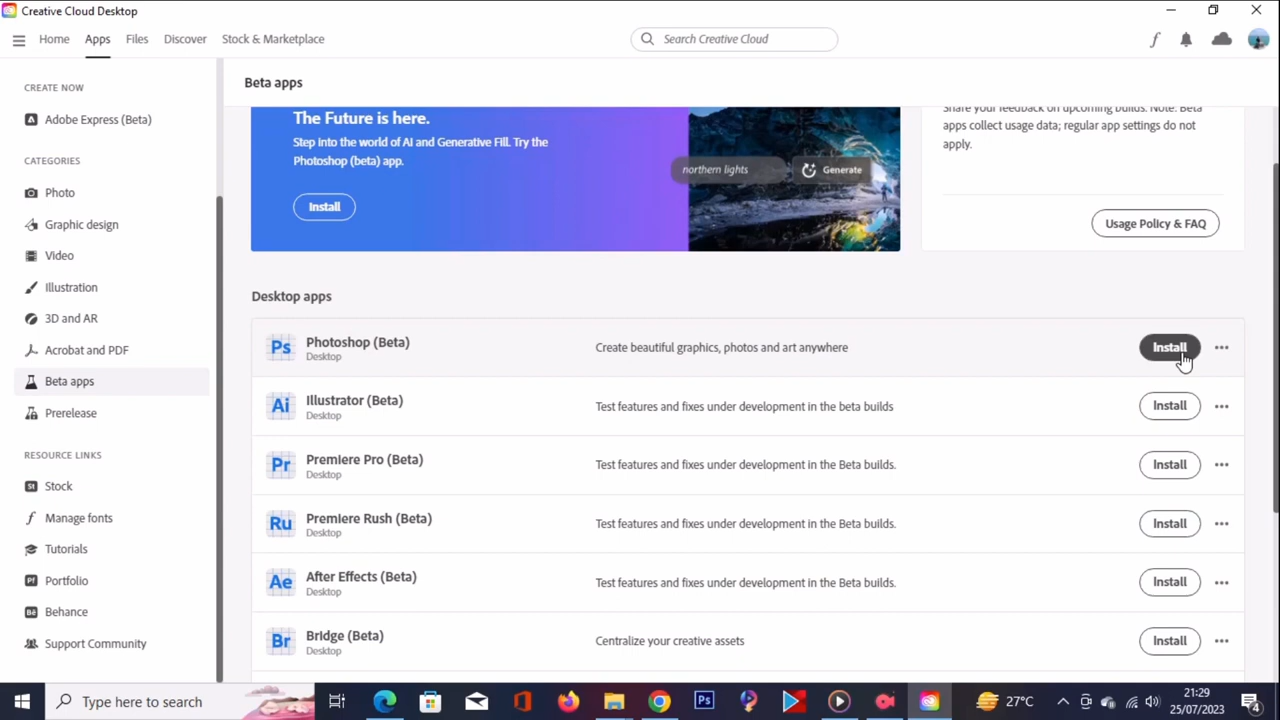 Creative Cloud Desktop
Home Apps Files Discover Stock & Marketplace
Search Creative Cloud
CREATE NOW
Adobe Express (Beta)
CATEGORIES
Photo
Graphic design
Video
Illustration
3D and AR
Acrobat and PDF
Beta apps
Prerelease
RESOURCE LINKS
Stock
Manage fonts
Tutorials
Portfolio
Behance
Support Community
Beta apps
The Future is here.
Step into the world of AI and Generative Fill. Try the
Photoshop (beta) app.
Install
northern lights
Generate
Share your feedback on upcoming builds. Note: Beta
apps collect usage data; regular app settings do not
apply.
Usage Policy & FAQ
Desktop apps
Ps Photoshop (Beta)
Desktop
Create beautiful graphics, photos and art anywhere
Install
Ai Illustrator (Beta)
Desktop
Test features and fixes under development in the beta builds
Install
Pr Premiere Pro (Beta)
Desktop
Test features and fixes under development in the Beta builds.
Install
Ru Premiere Rush (Beta)
Desktop
Test features and fixes under development in the Beta builds.
Install
Ae After Effects (Beta)
Desktop
Test features and fixes under development in the Beta builds.
Install
Br Bridge (Beta)
Desktop
Centralize your creative assets
Install
Type here to search
Ps
27°C
21:29
25/07/2023
4